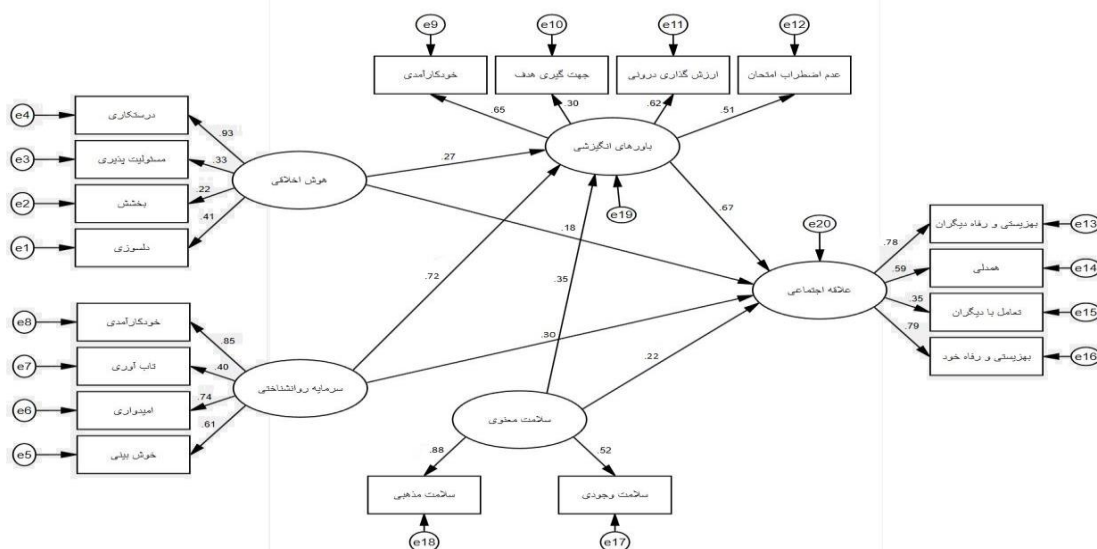 e9
e10
e11
e12
خودکارآمدی
جهت گیری هدف
ارزش گذاری درونی
عدم اضطراب امتحان
.65
.30
.62
.51
باورهای انگیزشی
e19
e4
درستکاری
.93
e3
مسئولیت پذیری
.33
e2
بخشش
.22
e1
دلسوزی
.41
هوش اخلاقی
.27
.18
.67
.72
.35
.30
.22
e20
علاقه اجتماعی
.78
بهزیستی و رفاه دیگران
e13
.59
همدلی
e14
.35
تعامل با دیگران
e15
.79
بهزیستی و رفاه خود
e16
e8
خودکارآمدی
.85
e7
تاب آوری
.40
e6
امیدواری
.74
e5
خوش بینی
.61
سرمایه روانشناختی
سلامت معنوی
.88
.52
سلامت مذهبی
سلامت وجودی
e18
e17